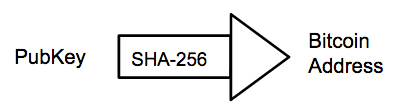 PubKey
SHA-256
Bitcoin
Address